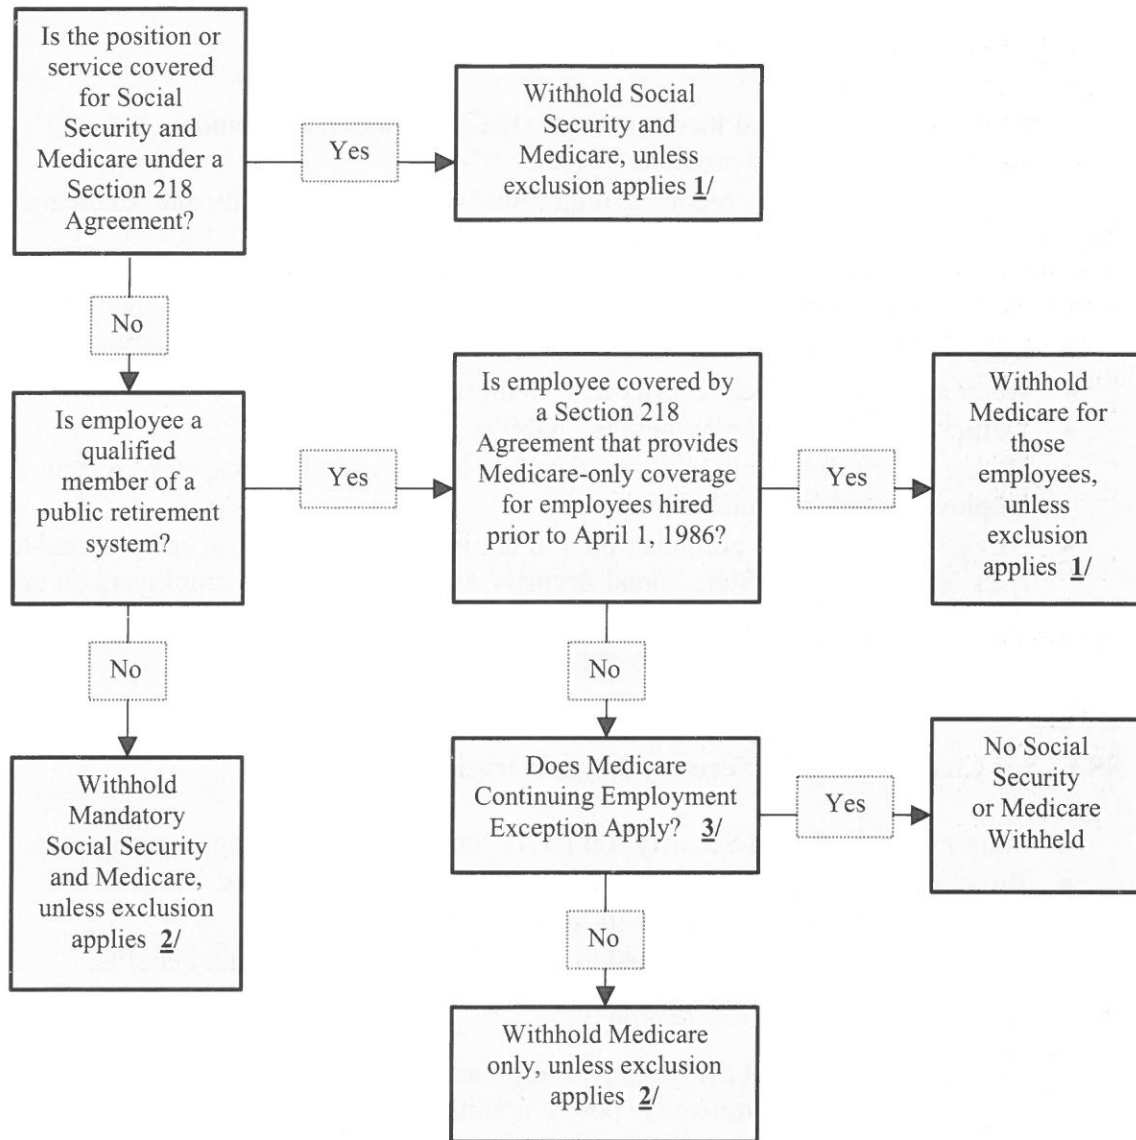 Is the position or
service covered
for Social
Security and
Medicare under a
Section 218
Agreement?
Yes
Withhold Social
Security and
Medicare, unless
exclusion applies 1/
No
Is employee a
qualified
member of a
public retirement
system?
Yes
Is employee covered by
a Section 218
Agreement that provides
Medicare-only coverage
for employees hired
prior to April 1, 1986?
Yes
Withhold
Medicare for
those
employees,
unless
exclusion
applies 1/
No
No
Withhold
Mandatory
Social Security
and Medicare,
unless exclusion
applies 2/
Does Medicare
Continuing Employment
Exception Apply? 3/
Yes
No Social
Security
or Medicare
Withheld
No
Withhold Medicare
only, unless exclusion
applies 2/